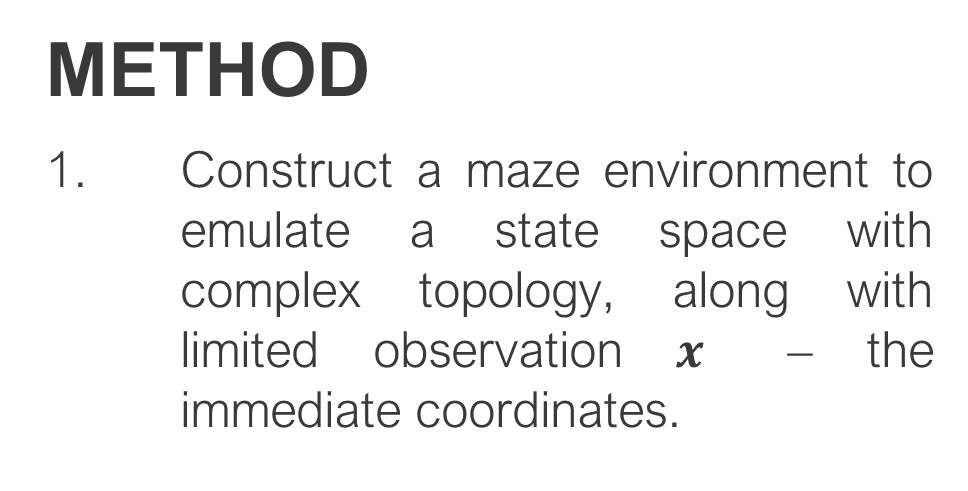 METHOD
1. Construct a maze environment to
emulate a state space with
complex topology, along with
limited observation x – the
immediate coordinates.